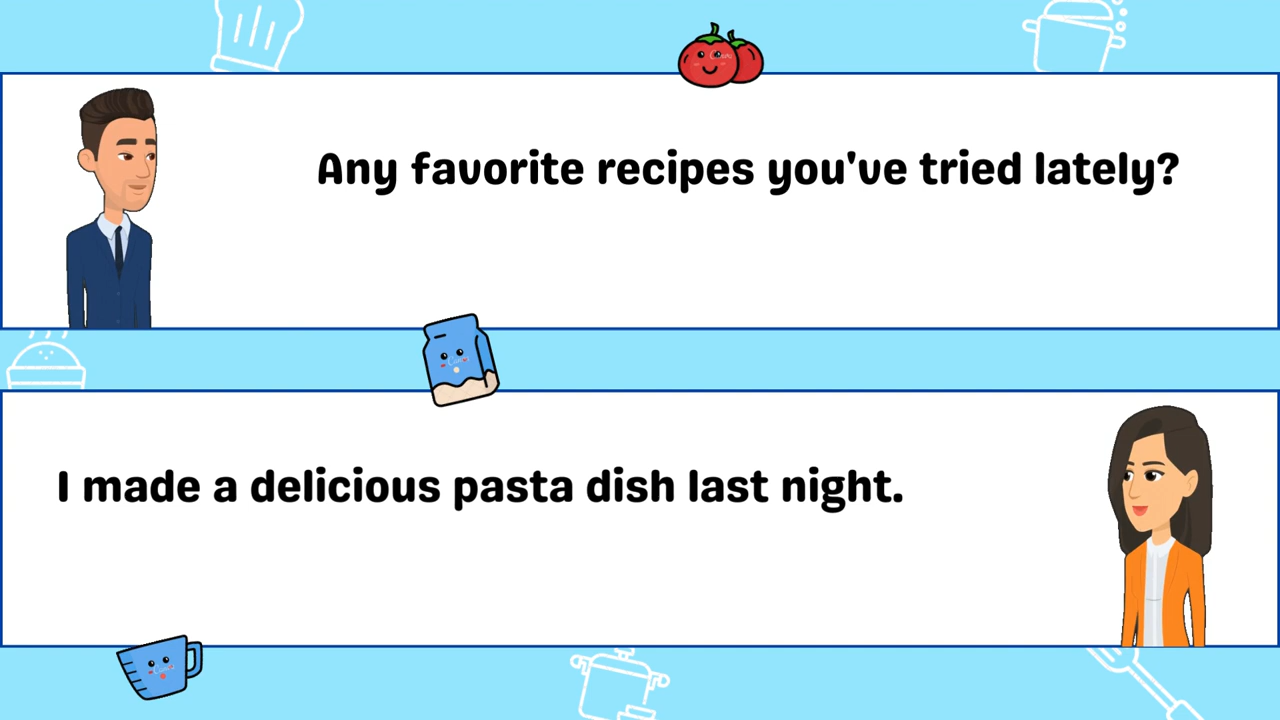 Any favorite recipes you've tried lately?
I made a delicious pasta dish last night.